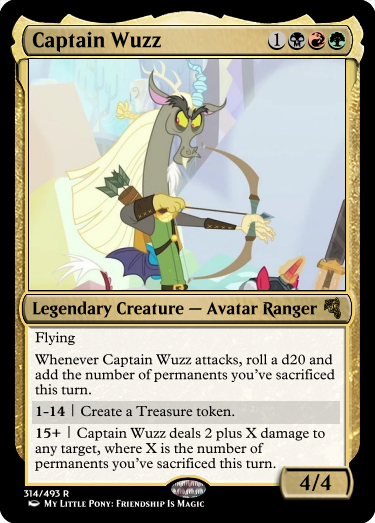 Captain Wuzz
1
Legendary Creature — Avatar Ranger
Flying
Whenever Captain Wuzz attacks, roll a d20 and
add the number of permanents you’ve sacrificed
this turn.
1-14 | Create a Treasure token.
15+ | Captain Wuzz deals 2 plus X damage to
any target, where X is the number of
permanents you’ve sacrificed this turn.
4/4
314/493 R
My Little Pony: Friendship Is Magic